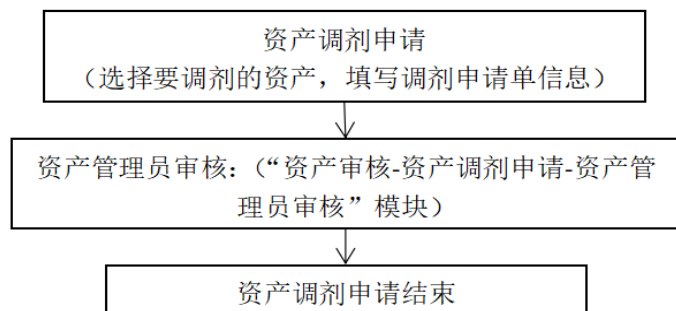 资产调剂申请
（选择要调剂的资产，填写调剂申请单信息）
资产管理员审核：（“资产审核-资产调剂申请-资产管
理员审核”模块）
资产调剂申请结束